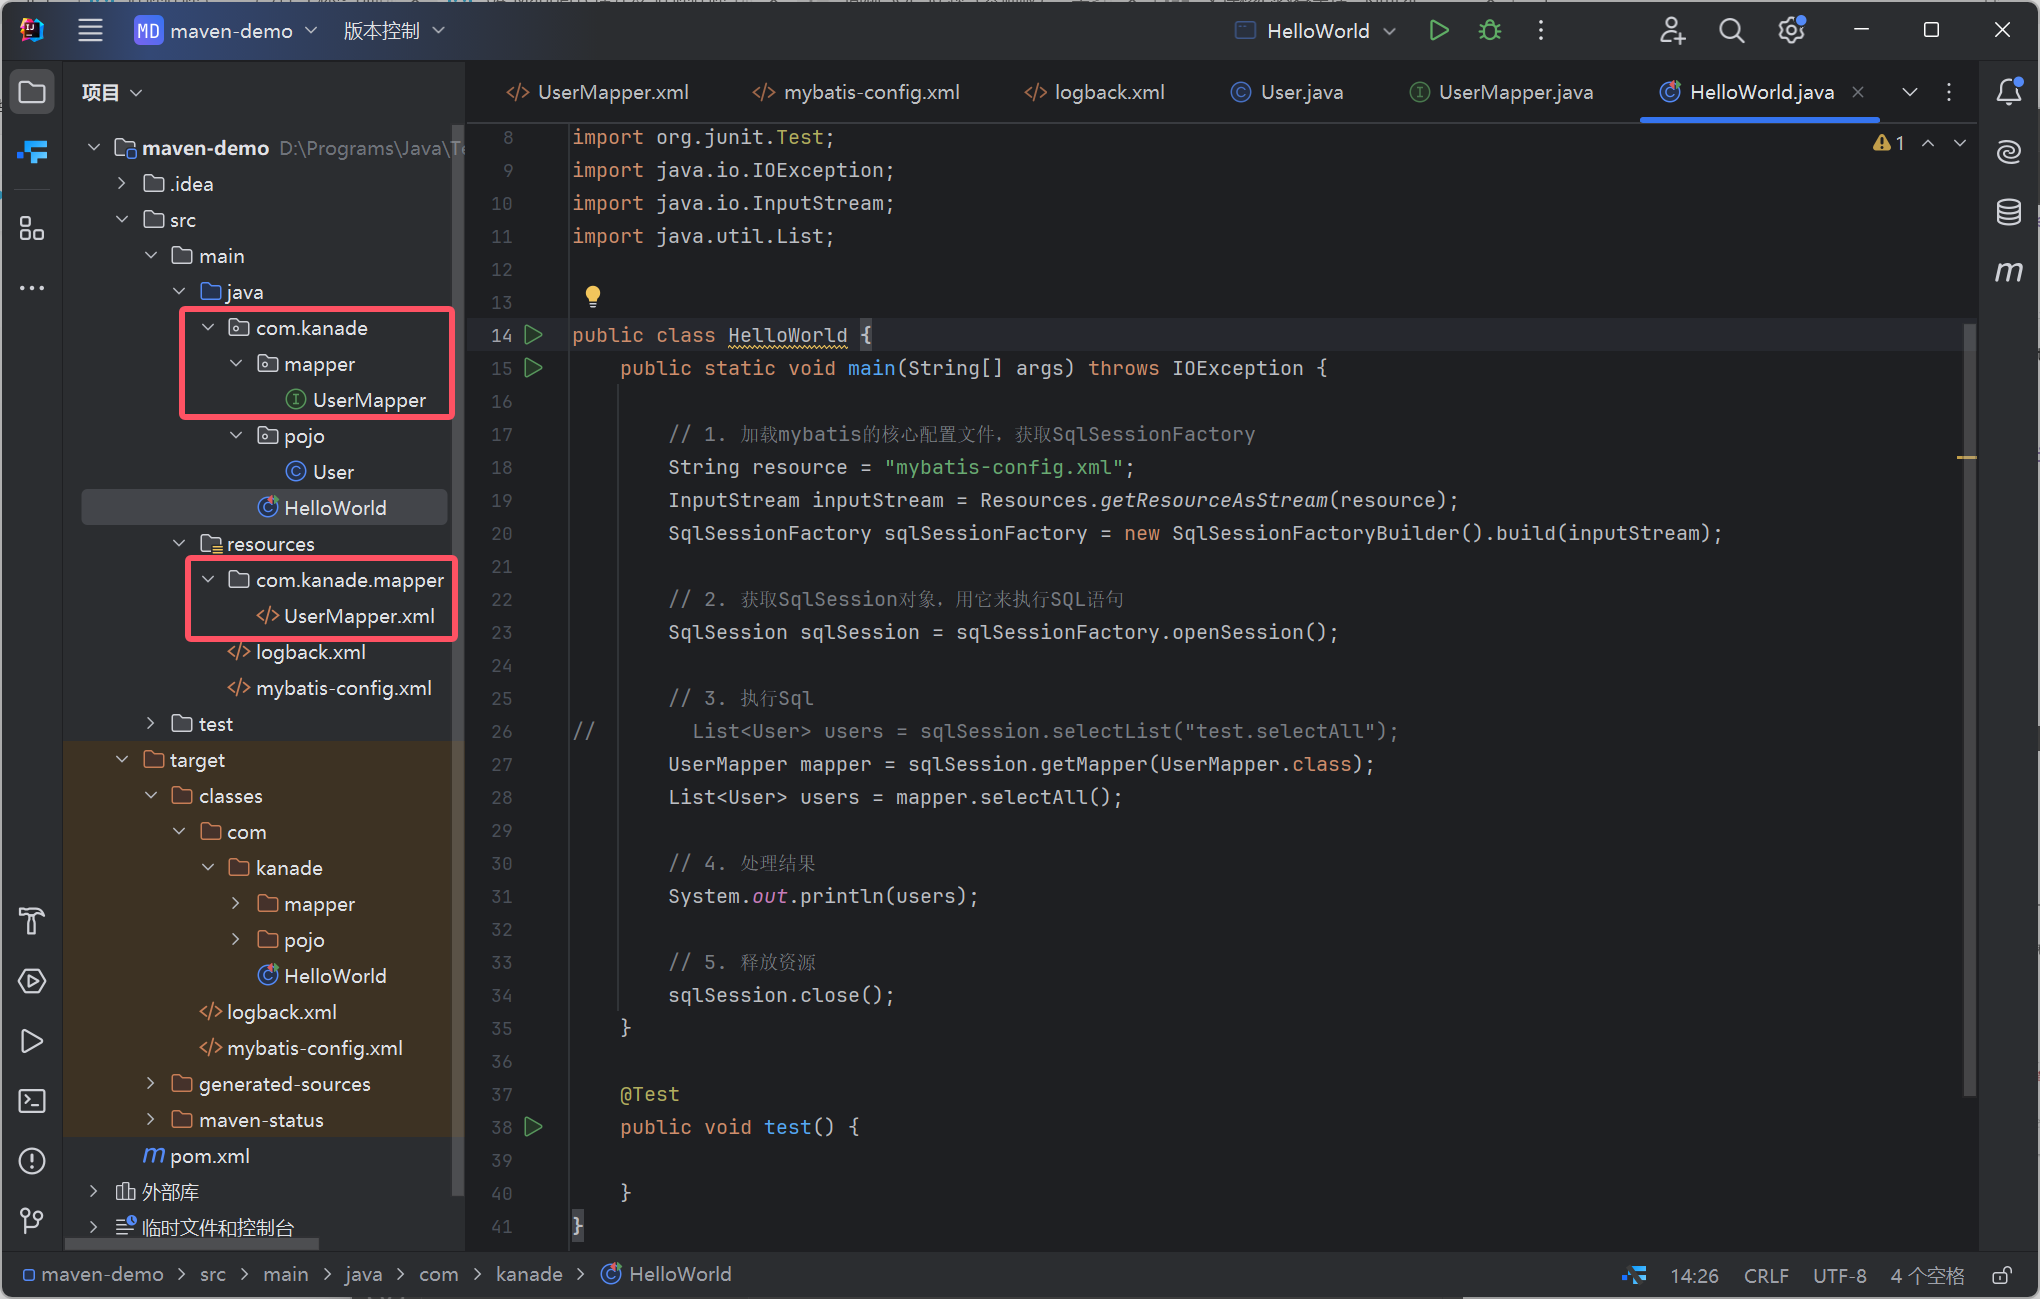 MD maven-demo 版本控制 HelloWorld
项目
UserMapper.xml mybatis-config.xml logback.xml User.java UserMapper.java HelloWorld.java
maven-demo D:\Programs\Java\Te
.idea
src
main
java
com.kanade
mapper
UserMapper
pojo
User
HelloWorld
resources
com.kanade.mapper
UserMapper.xml
logback.xml
mybatis-config.xml
test
target
classes
com
kanade
mapper
pojo
HelloWorld
logback.xml
mybatis-config.xml
generated-sources
maven-status
m pom.xml
外部库
临时文件和控制台
1
8 import org.junit.Test;
9 import java.io.IOException;
10 import java.io.InputStream;
11 import java.util.List;
12
13
14 public class HelloWorld {
15 public static void main(String[] args) throws IOException {
16
17 // 1. 加载mybatis的核心配置文件，获取SqlSessionFactory
18 String resource = "mybatis-config.xml";
19 InputStream inputStream = Resources.getResourceAsStream(resource);
20 SqlSessionFactory sqlSessionFactory = new SqlSessionFactoryBuilder().build(inputStream);
21
22 // 2. 获取SqlSession对象，用它来执行SQL语句
23 SqlSession sqlSession = sqlSessionFactory.openSession();
24
25 // 3. 执行Sql
26 // List<User> users = sqlSession.selectList("test.selectAll");
27 UserMapper mapper = sqlSession.getMapper(UserMapper.class);
28 List<User> users = mapper.selectAll();
29
30 // 4. 处理结果
31 System.out.println(users);
32
33 // 5. 释放资源
34 sqlSession.close();
35 }
36
37 @Test
38 public void test() {
39
40 }
41 }
m
maven-demo > src > main > java > com > kanade > HelloWorld 14:26 CRLF UTF-8 4 个空格